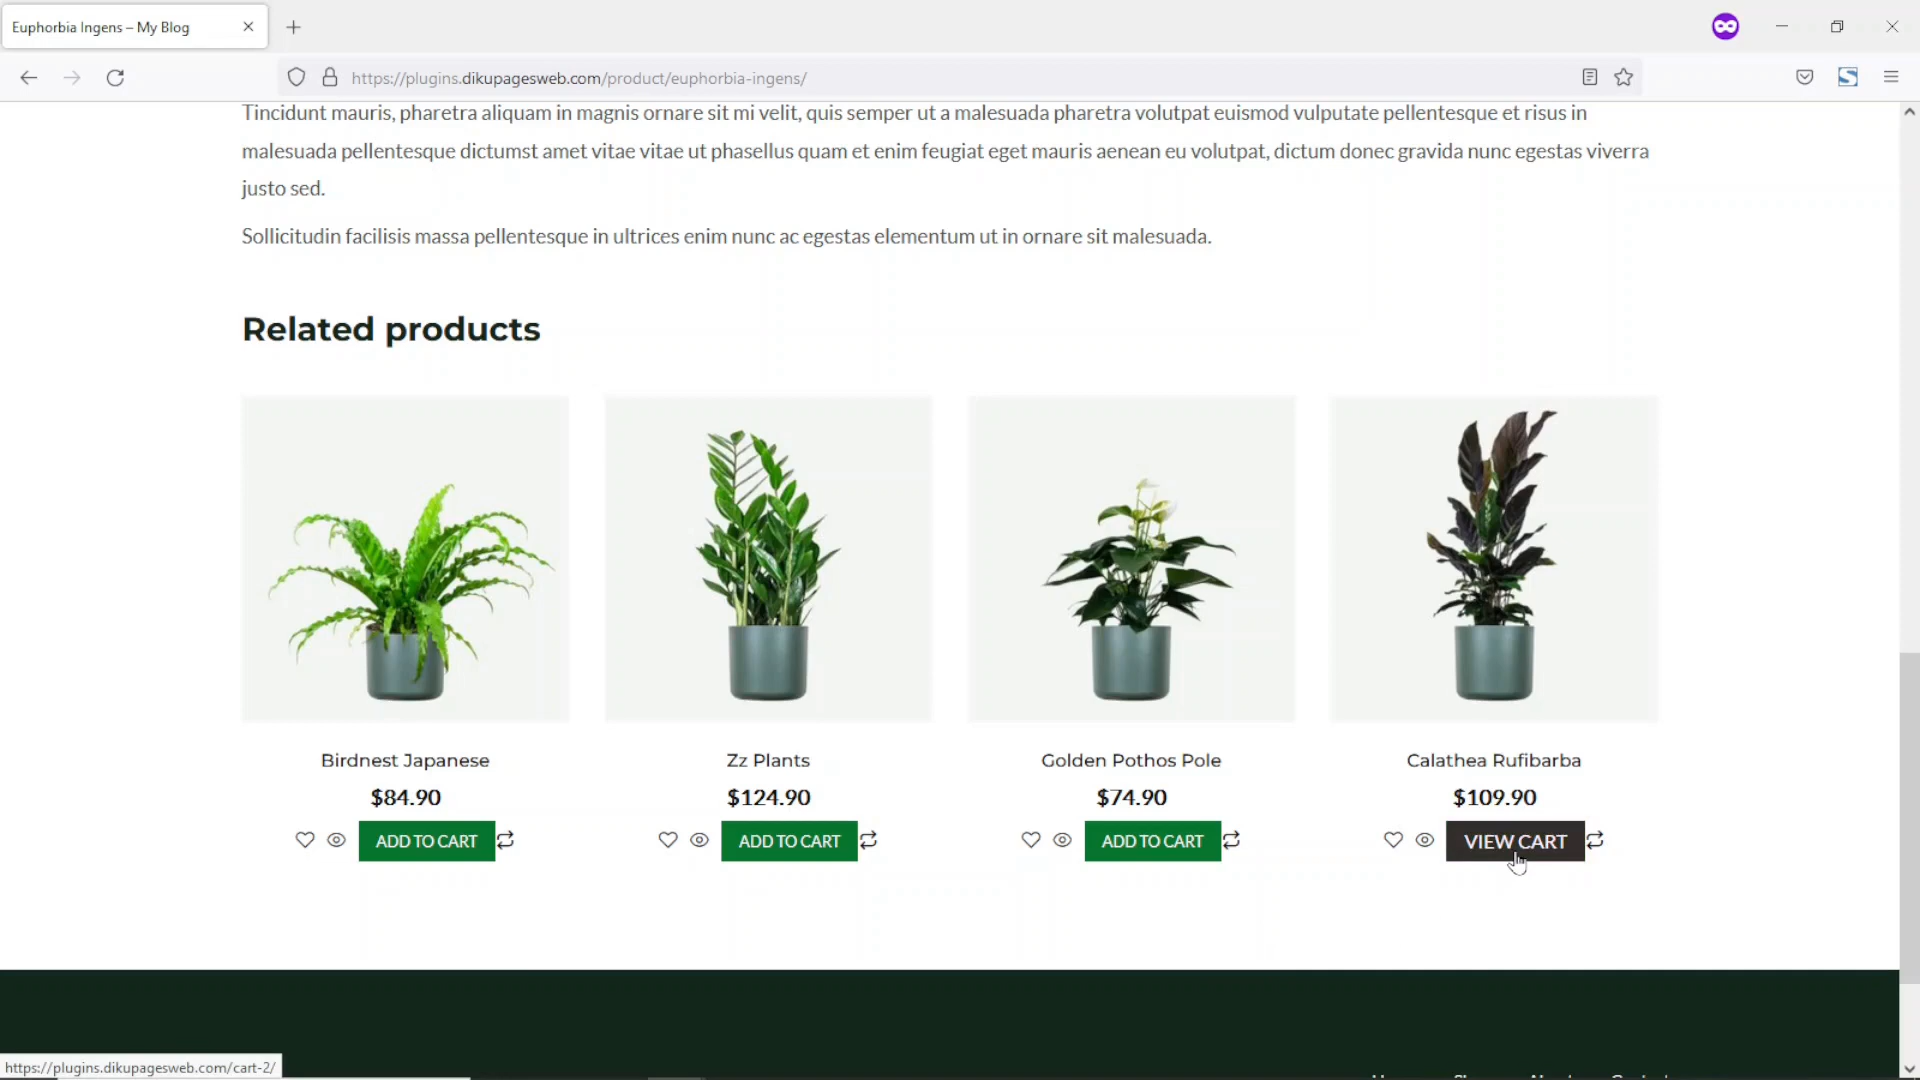 Euphorbia Ingens – My Blog
https://plugins.dikupagesweb.com/product/euphorbia-ingens/
Tincidunt mauris, pharetra aliquam in magnis ornare sit mi velit, quis semper ut a malesuada pharetra volutpat euismod vulputate pellentesque et risus in
malesuada pellentesque dictumst amet vitae vitae ut phasellus quam et enim feugiat eget mauris aenean eu volutpat, dictum donec gravida nunc egestas viverra
justo sed.
Sollicitudin facilisis massa pellentesque in ultrices enim nunc ac egestas elementum ut in ornare sit malesuada.
Related products
Birdnest Japanese Zz Plants Golden Pothos Pole Calathea Rufibarba
$84.90 $124.90 $74.90 $109.90
ADD TO CART ADD TO CART ADD TO CART VIEW CART
https://plugins.dikupagesweb.com/cart-2/